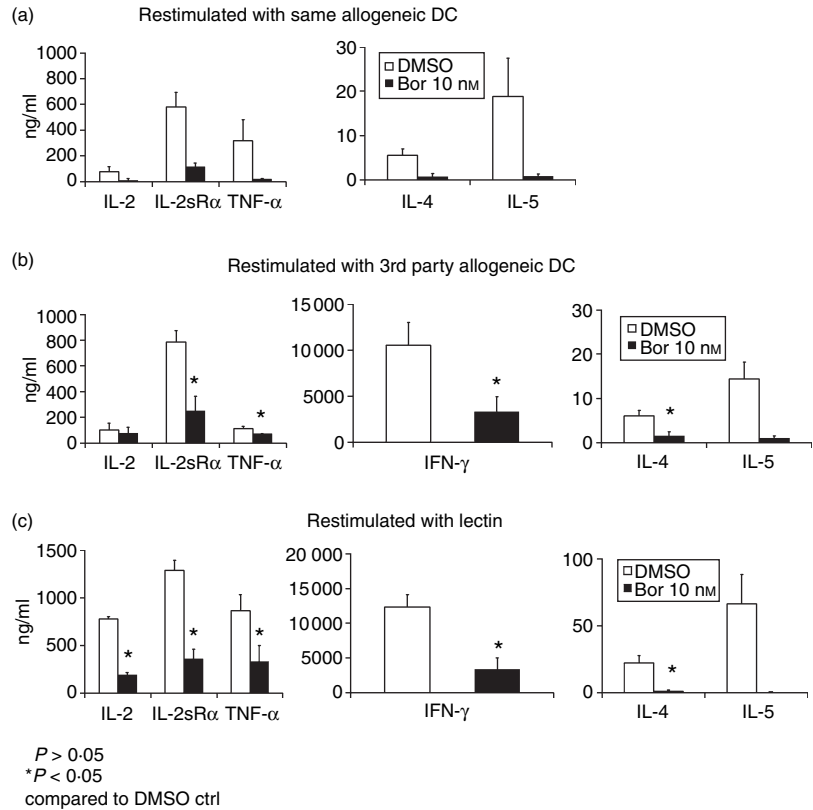 (a) Restimulated with same allogeneic DC
ng/ml
1000
800
600
400
200
0
IL-2 IL-2sRα TNF-α
30
20
10
0
DMSO
Bor 10 nM
IL-4 IL-5
(b) Restimulated with 3rd party allogeneic DC
ng/ml
1000
800
600
400
200
0
* *
IL-2 IL-2sRα TNF-α
15 000
10 000
5000
0
*
IFN-γ
30
20
10
0
DMSO
Bor 10 nM
*
IL-4 IL-5
(c) Restimulated with lectin
ng/ml
1500
1000
500
0
* * *
IL-2 IL-2sRα TNF-α
20 000
15 000
10 000
5000
0
*
IFN-γ
100
50
0
DMSO
Bor 10 nM
*
IL-4 IL-5
P > 0·05
*P < 0·05
compared to DMSO ctrl